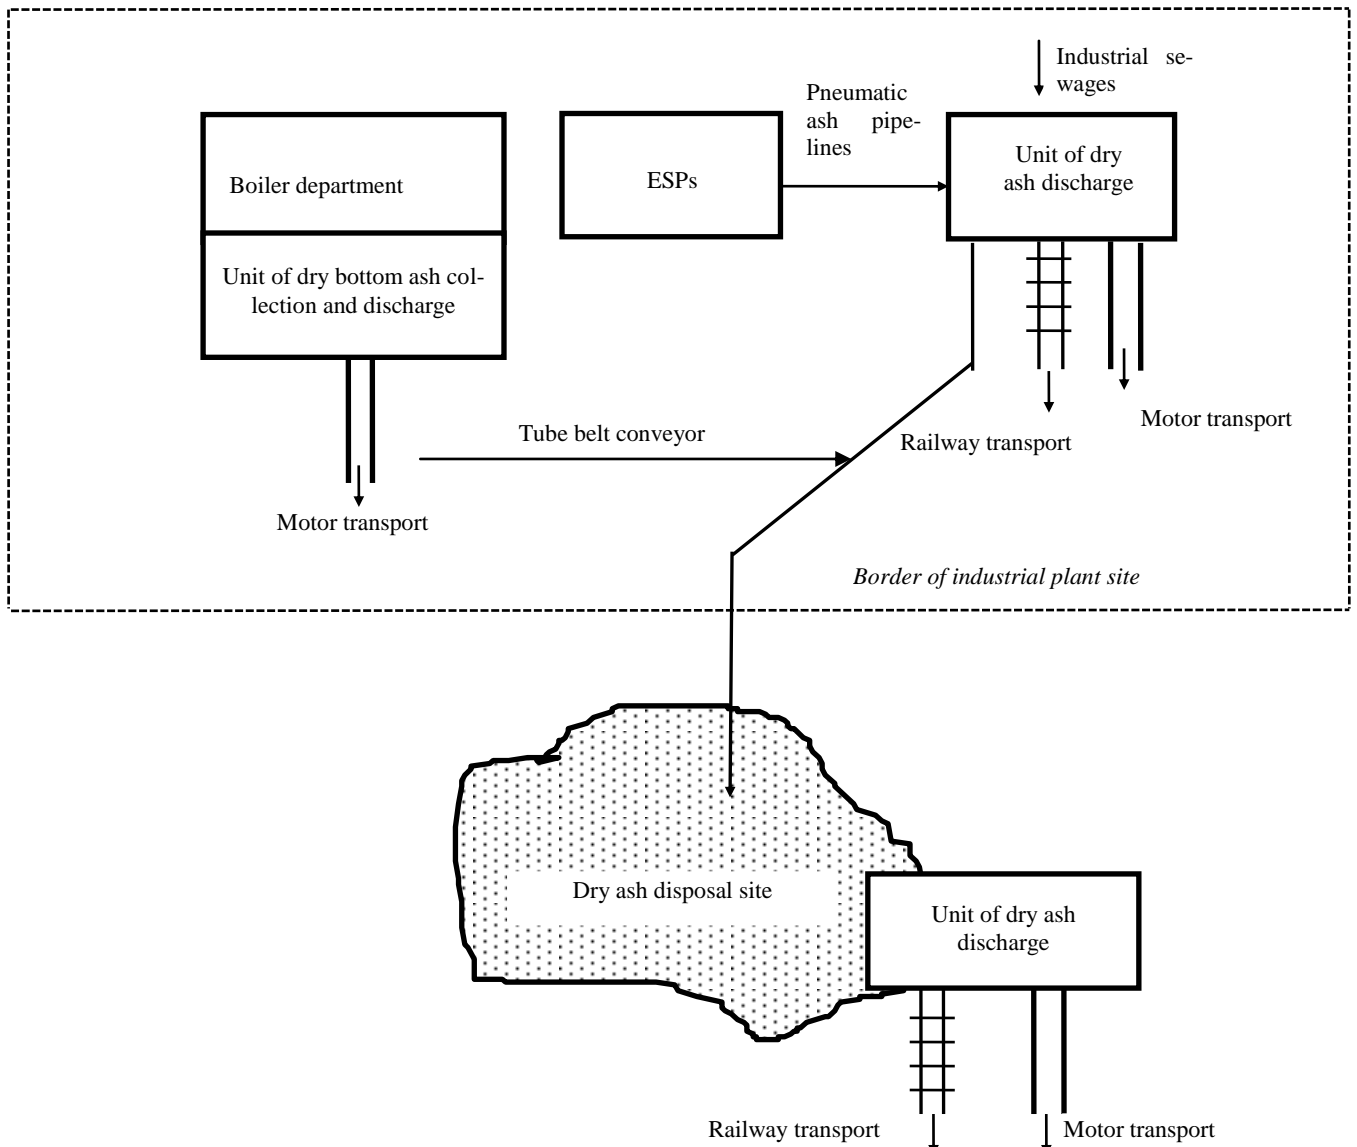 Industrial se-
wages
Pneumatic
ash pipe-
lines
Boiler department
ESPs
Unit of dry
ash discharge
Unit of dry bottom ash col-
lection and discharge
Motor transport
Railway transport
Tube belt conveyor
Motor transport
Border of industrial plant site
Dry ash disposal site
Unit of dry ash
discharge
Railway transport
Motor transport